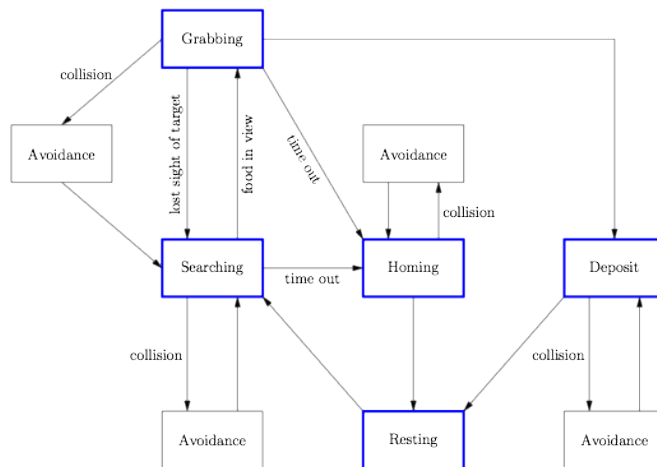 Grabbing
collision
lost sight of target
food in view
time out
Avoidance
Avoidance
collision
Searching
time out
Homing
Deposit
collision
collision
Avoidance
Resting
Avoidance